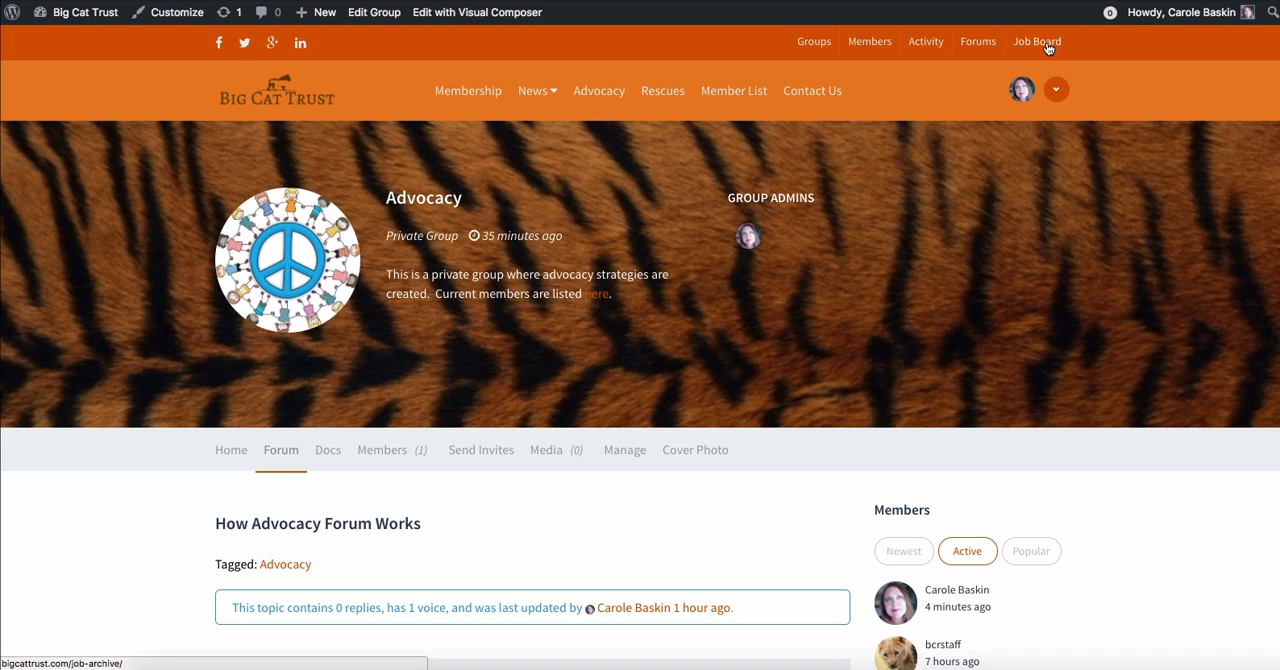 Big Cat Trust Customize 1 0 New Edit Group Edit with Visual Composer 0 Howdy, Carole Baskin
Groups Members Activity Forums Job Board
BIG CAT TRUST Membership News Advocacy Rescues Member List Contact Us
Advocacy
GROUP ADMINS
Private Group 35 minutes ago
This is a private group where advocacy strategies are
created. Current members are listed here.
Home Forum Docs Members (1) Send Invites Media (0) Manage Cover Photo
How Advocacy Forum Works
Members
Newest Active Popular
Tagged: Advocacy
Carole Baskin
4 minutes ago
This topic contains 0 replies, has 1 voice, and was last updated by Carole Baskin 1 hour ago.
bcrstaff
7 hours ago
bigcattrust.com/job-archive/